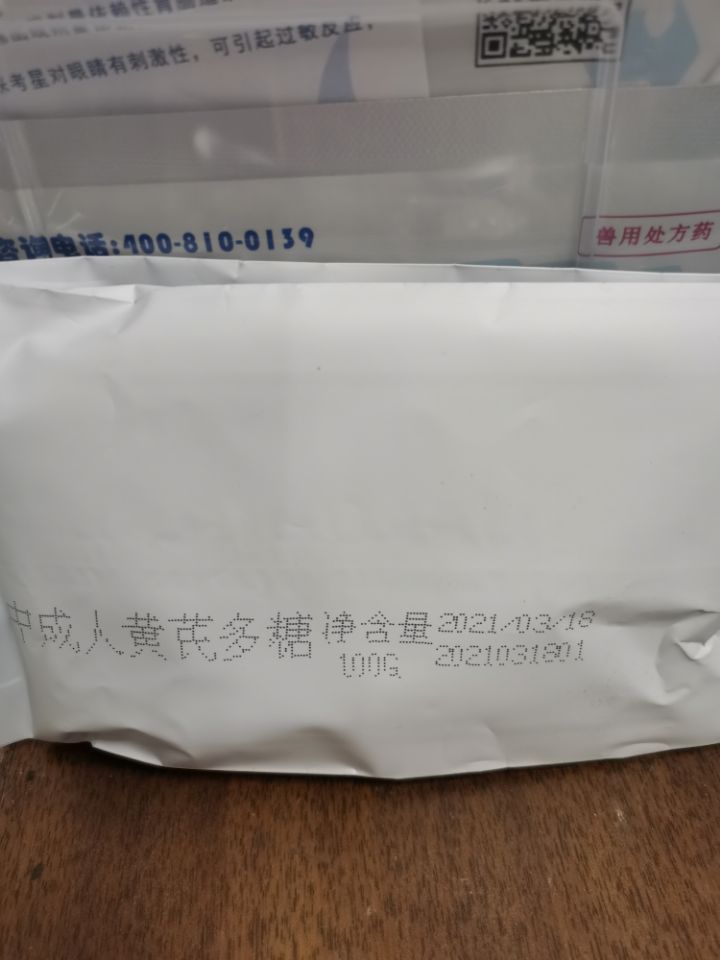 考星对眼睛有刺激性，可引起过敏反应，
咨询电话:400-810-0139
兽用处方药
成人黄芪多糖 净含量 2021/03/18
100G 2021031801